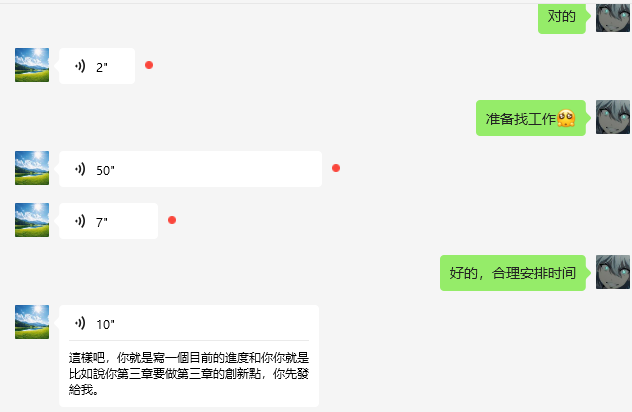 对的
2"
准备找工作🥺
50"
7"
好的，合理安排时间
10"
這樣吧，你就是寫一個目前的進度和你你就是
比如說你第三章要做第三章的創新點，你先發
給我。